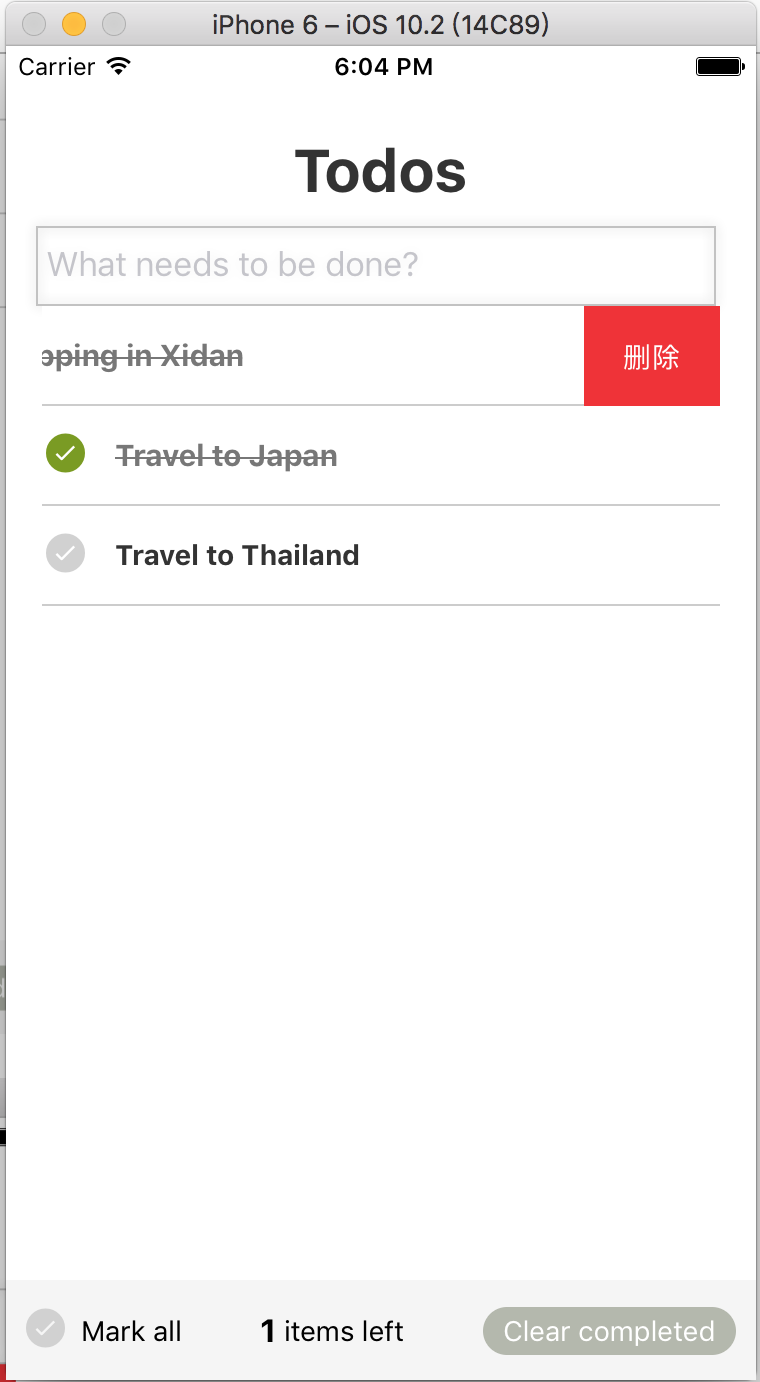 iPhone 6 – iOS 10.2 (14C89)
Carrier 6:04 PM
Todos
What needs to be done?
pping in Xidan 删除
Travel to Japan
Travel to Thailand
Mark all 1 items left Clear completed